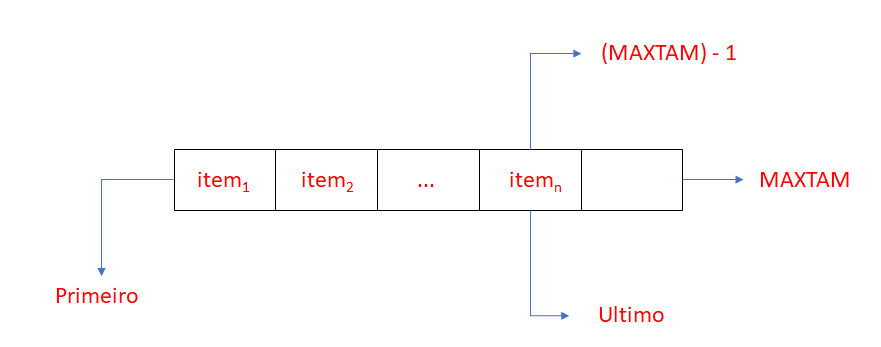 (MAXTAM) - 1
item1 item2 ... itemn
MAXTAM
Primeiro
Ultimo